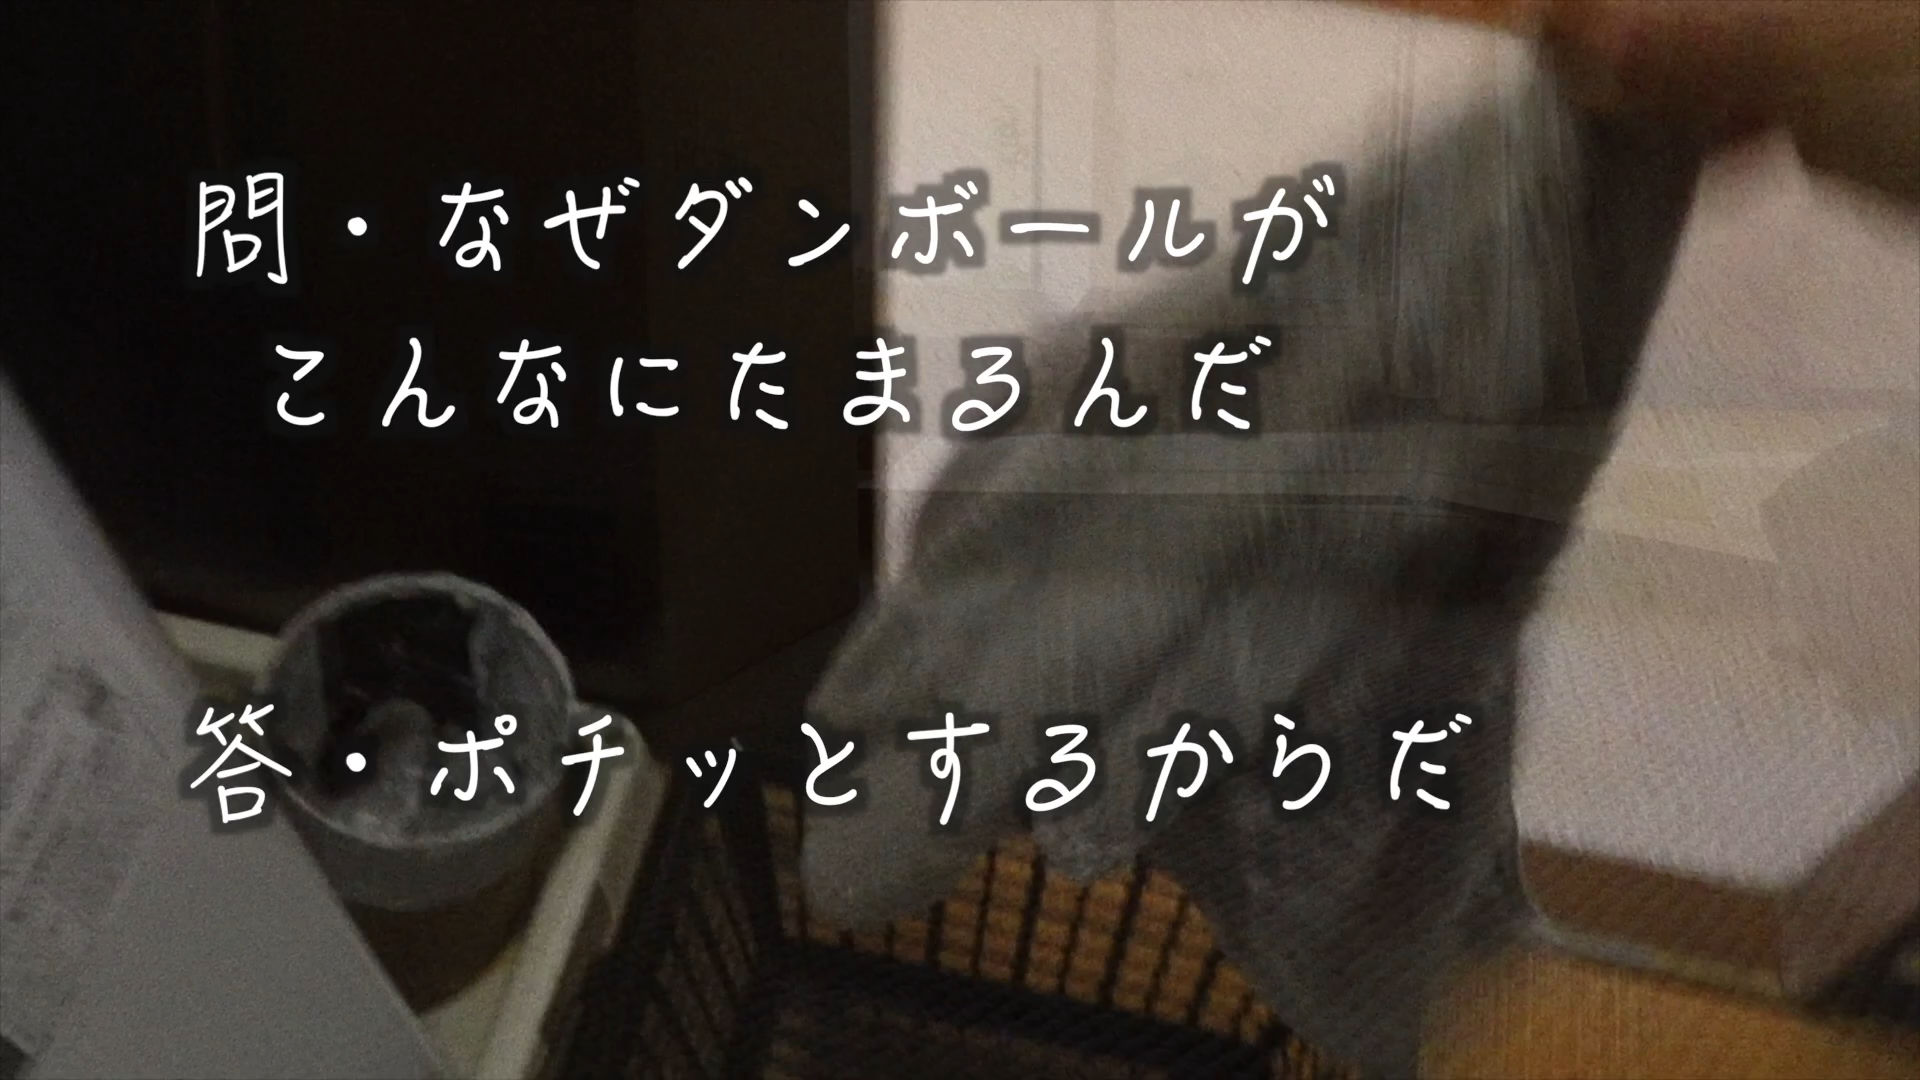 問・なぜダンボールが
こんなにたまるんだ
答・ポチッとするからだ